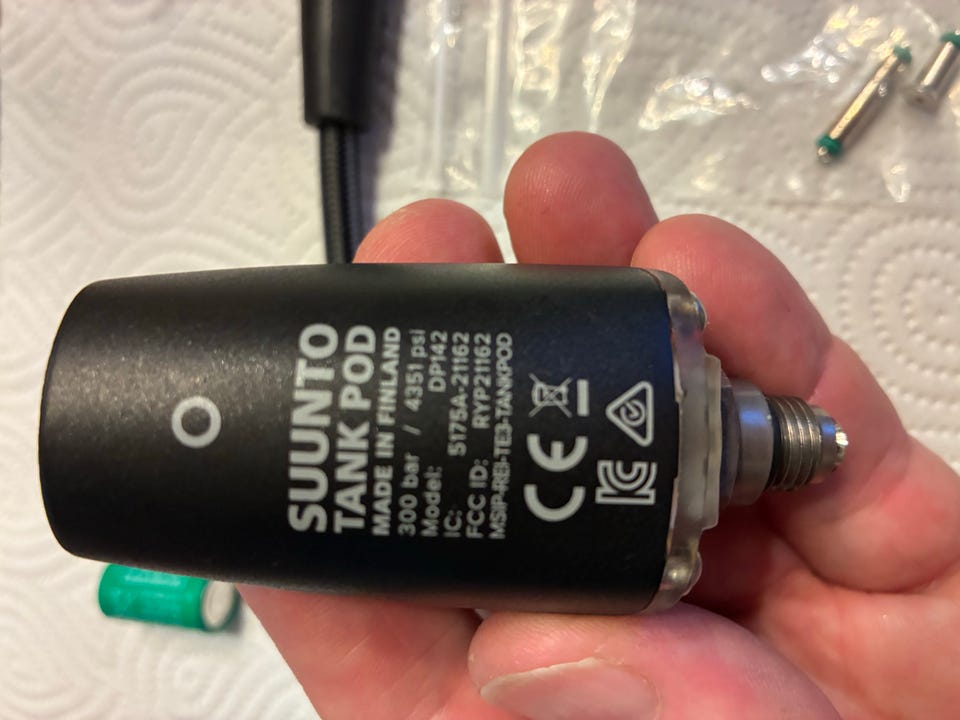 SUUNTO
TANK POD
MADE IN FINLAND
300 bar / 4351 psi
Model: DP142
IC: 5175A-21162
FCC ID: RYP21162
MSIP-REI-TE3-TANKPOD
CE